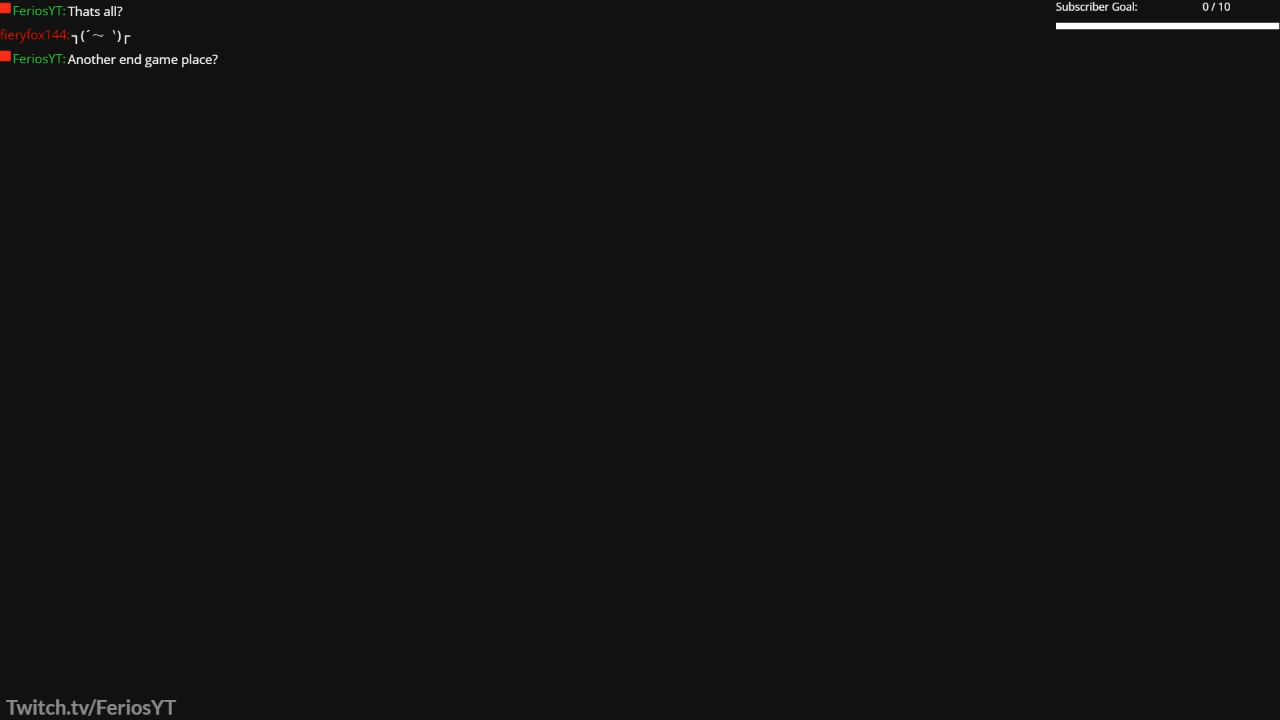 FeriosYT: Thats all?
Subscriber Goal: 0 / 10
fieryfox144: ┓(´～｀)┏
FeriosYT: Another end game place?
Twitch.tv/FeriosYT